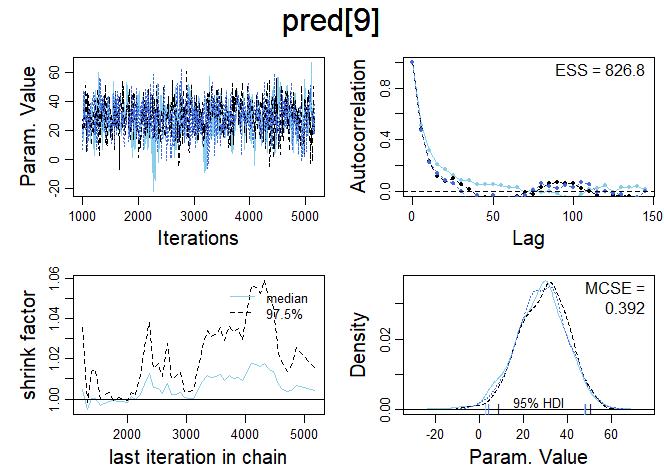 pred[9]
Param. Value
-20 0 20 40 60
1000 2000 3000 4000 5000
Iterations
Autocorrelation
0.0 0.4 0.8
ESS = 826.8
0 50 100 150
Lag
shrink factor
1.00 1.02 1.04 1.06
median
97.5%
2000 3000 4000 5000
last iteration in chain
Density
0.00 0.02
MCSE =
0.392
95% HDI
-20 0 20 40 60
Param. Value